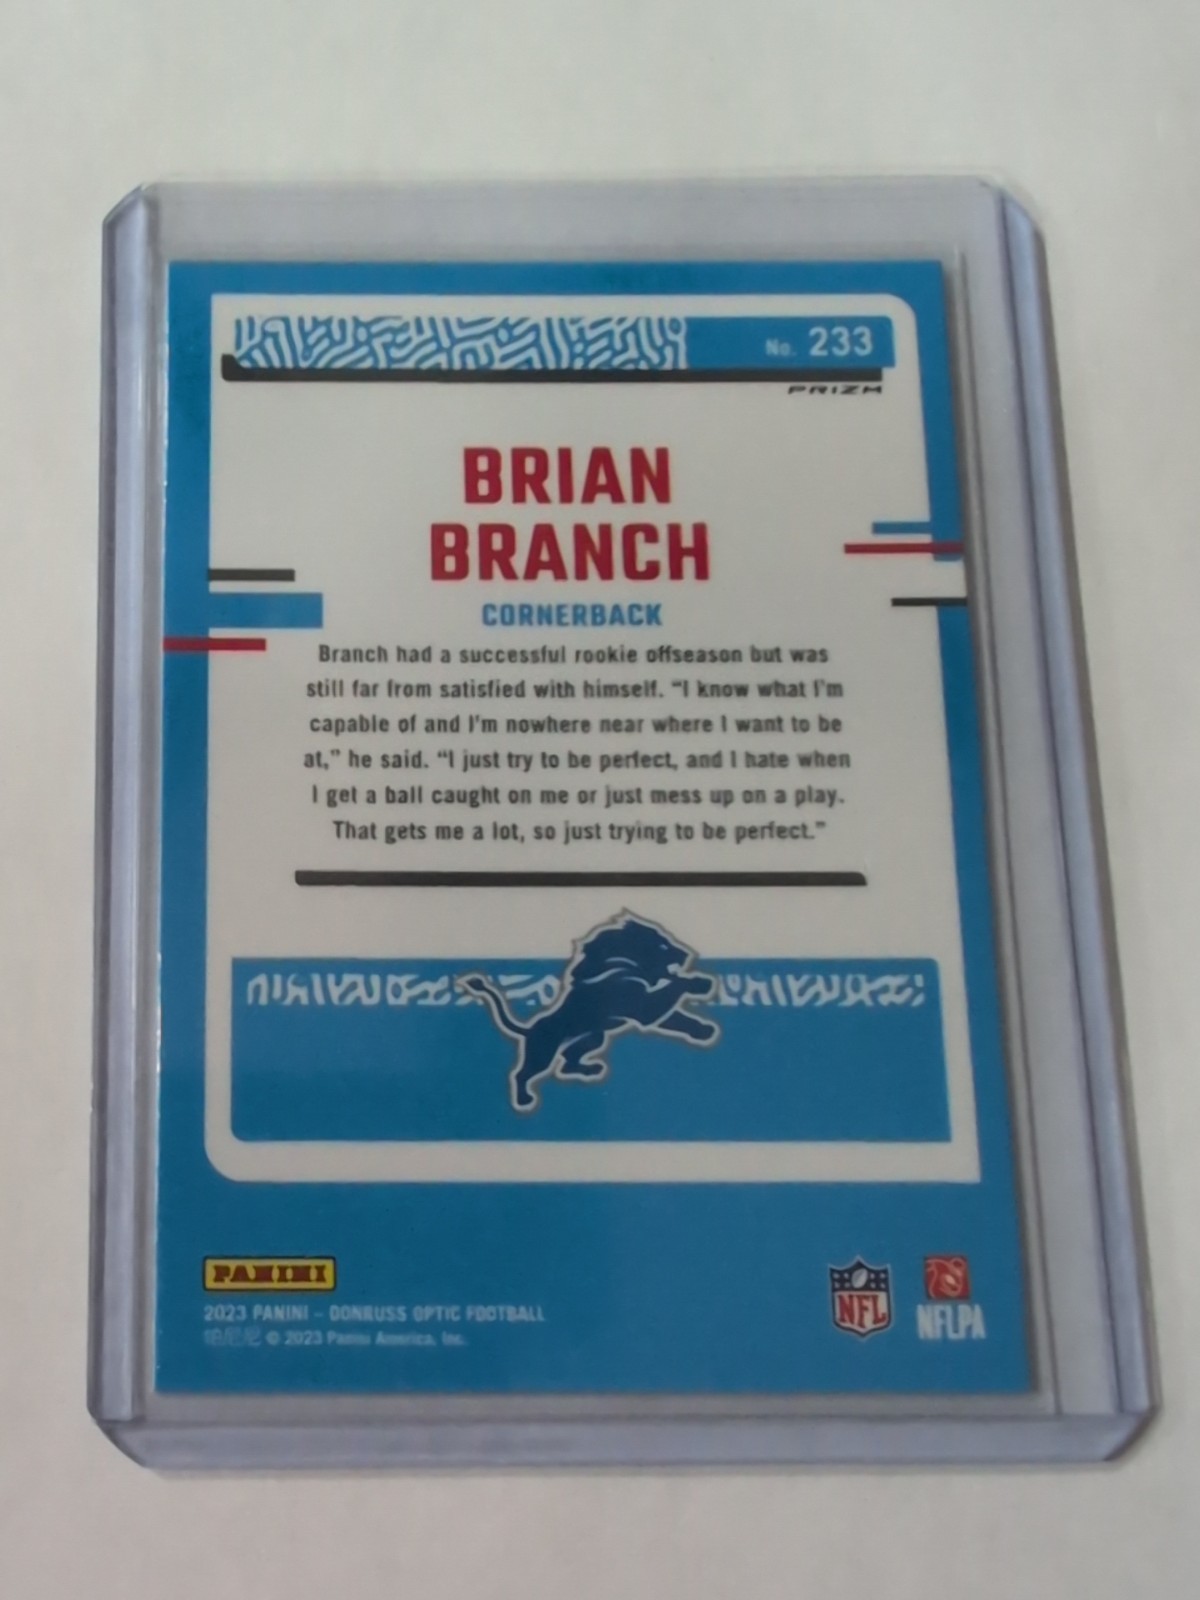 No. 233
PRIZM
BRIAN
BRANCH
CORNERBACK
Branch had a successful rookie offseason but was
still far from satisfied with himself. “I know what I'm
capable of and I'm nowhere near where I want to be
at,” he said. “I just try to be perfect, and I hate when
I get a ball caught on me or just mess up on a play.
That gets me a lot, so just trying to be perfect.”
PANINI
NFL
NFLPA
2023 PANINI – DONRUSS OPTIC FOOTBALL
© 2023 Panini America, Inc.